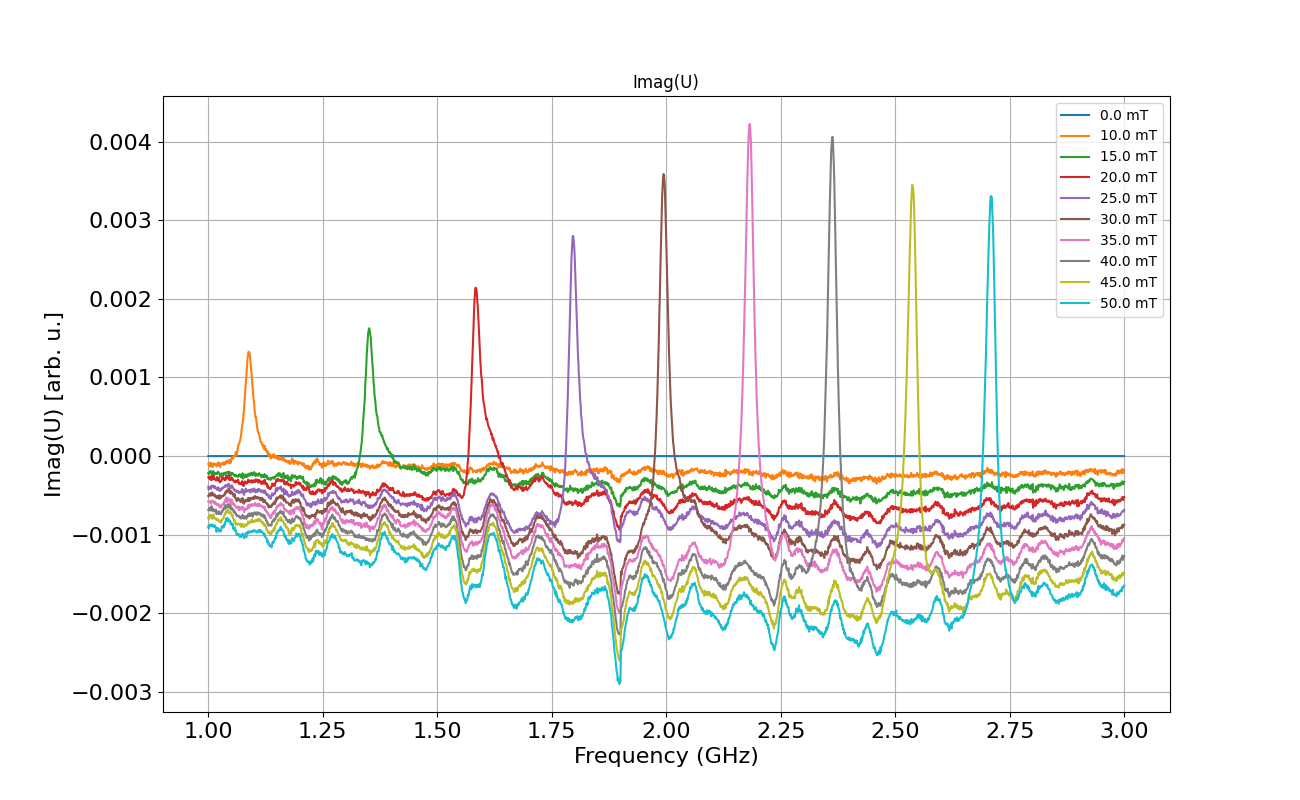 Imag(U)
Imag(U) [arb. u.]
0.004
0.003
0.002
0.001
0.000
−0.001
−0.002
−0.003
0.0 mT
10.0 mT
15.0 mT
20.0 mT
25.0 mT
30.0 mT
35.0 mT
40.0 mT
45.0 mT
50.0 mT
1.00 1.25 1.50 1.75 2.00 2.25 2.50 2.75 3.00
Frequency (GHz)